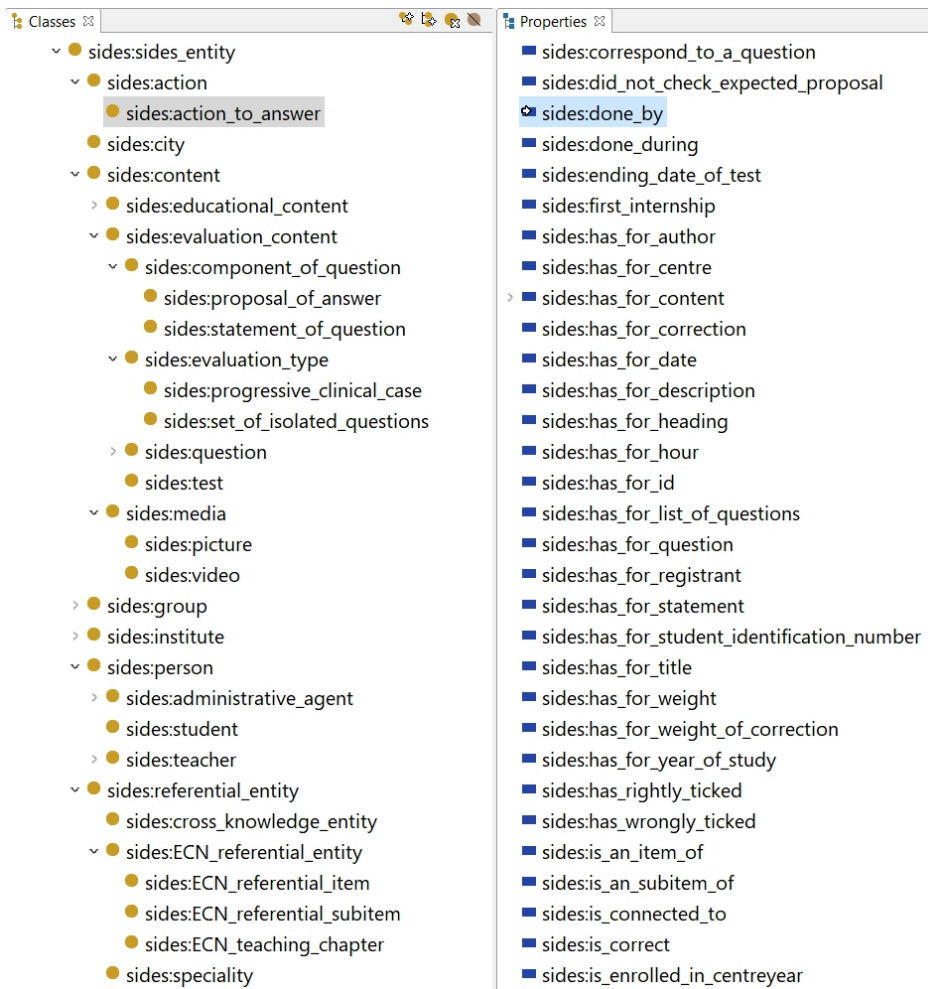 Classes
sides:sides_entity
sides:action
sides:action_to_answer
sides:city
sides:content
sides:educational_content
sides:evaluation_content
sides:component_of_question
sides:proposal_of_answer
sides:statement_of_question
sides:evaluation_type
sides:progressive_clinical_case
sides:set_of_isolated_questions
sides:question
sides:test
sides:media
sides:picture
sides:video
sides:group
sides:institute
sides:person
sides:administrative_agent
sides:student
sides:teacher
sides:referential_entity
sides:cross_knowledge_entity
sides:ECN_referential_entity
sides:ECN_referential_item
sides:ECN_referential_subitem
sides:ECN_teaching_chapter
sides:speciality
Properties
sides:correspond_to_a_question
sides:did_not_check_expected_proposal
sides:done_by
sides:done_during
sides:ending_date_of_test
sides:first_internship
sides:has_for_author
sides:has_for_centre
sides:has_for_content
sides:has_for_correction
sides:has_for_date
sides:has_for_description
sides:has_for_heading
sides:has_for_hour
sides:has_for_id
sides:has_for_list_of_questions
sides:has_for_question
sides:has_for_registrant
sides:has_for_statement
sides:has_for_student_identification_number
sides:has_for_title
sides:has_for_weight
sides:has_for_weight_of_correction
sides:has_for_year_of_study
sides:has_rightly_ticked
sides:has_wrongly_ticked
sides:is_an_item_of
sides:is_an_subitem_of
sides:is_connected_to
sides:is_correct
sides:is_enrolled_in_centreyear